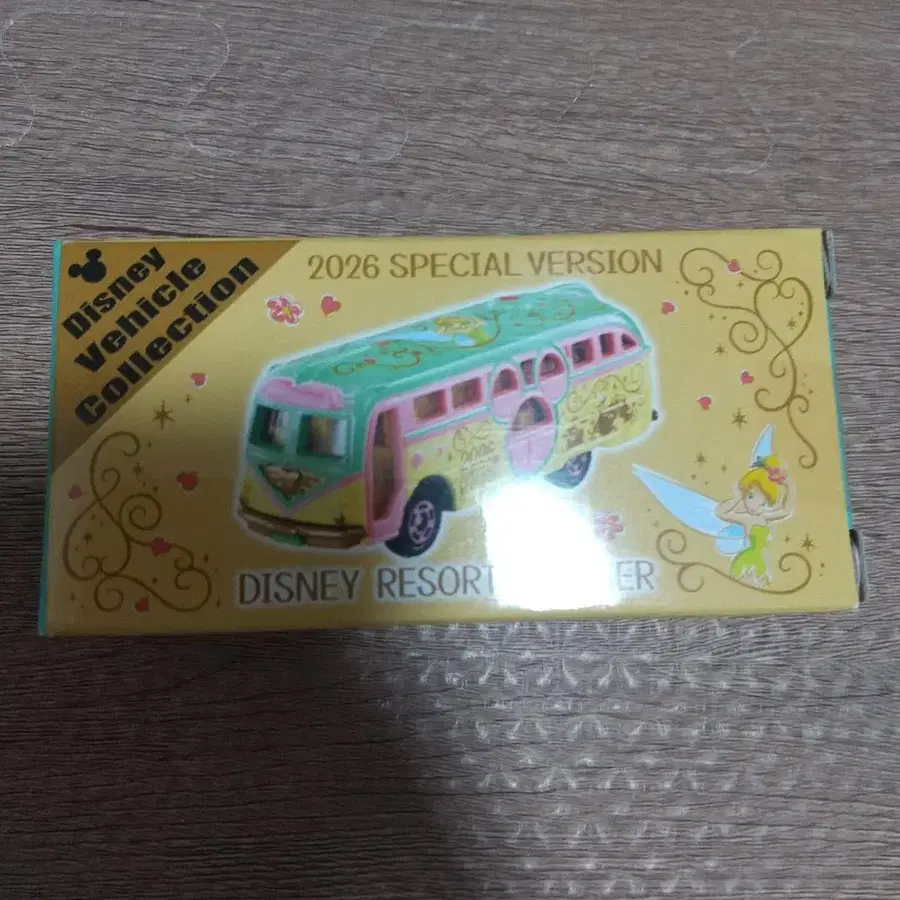 Disney
Vehicle
Collection
2026 SPECIAL VERSION
DISNEY RESORT